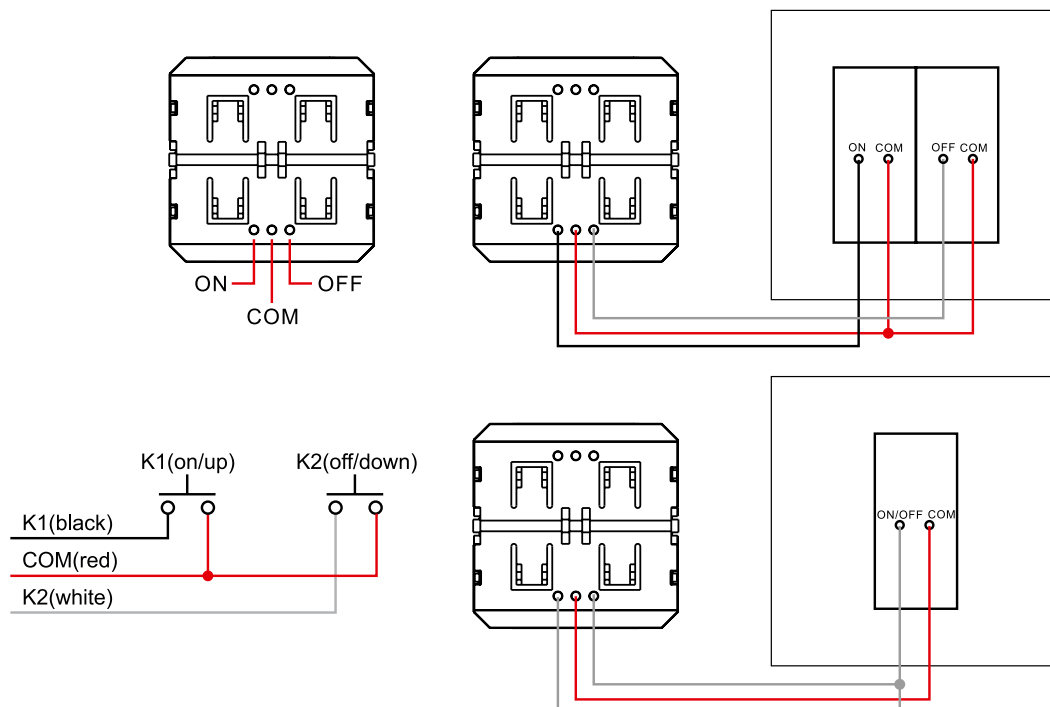 ON
OFF
COM
ON COM
OFF COM
K1(on/up)
K2(off/down)
K1(black)
COM(red)
K2(white)
ON/OFF COM